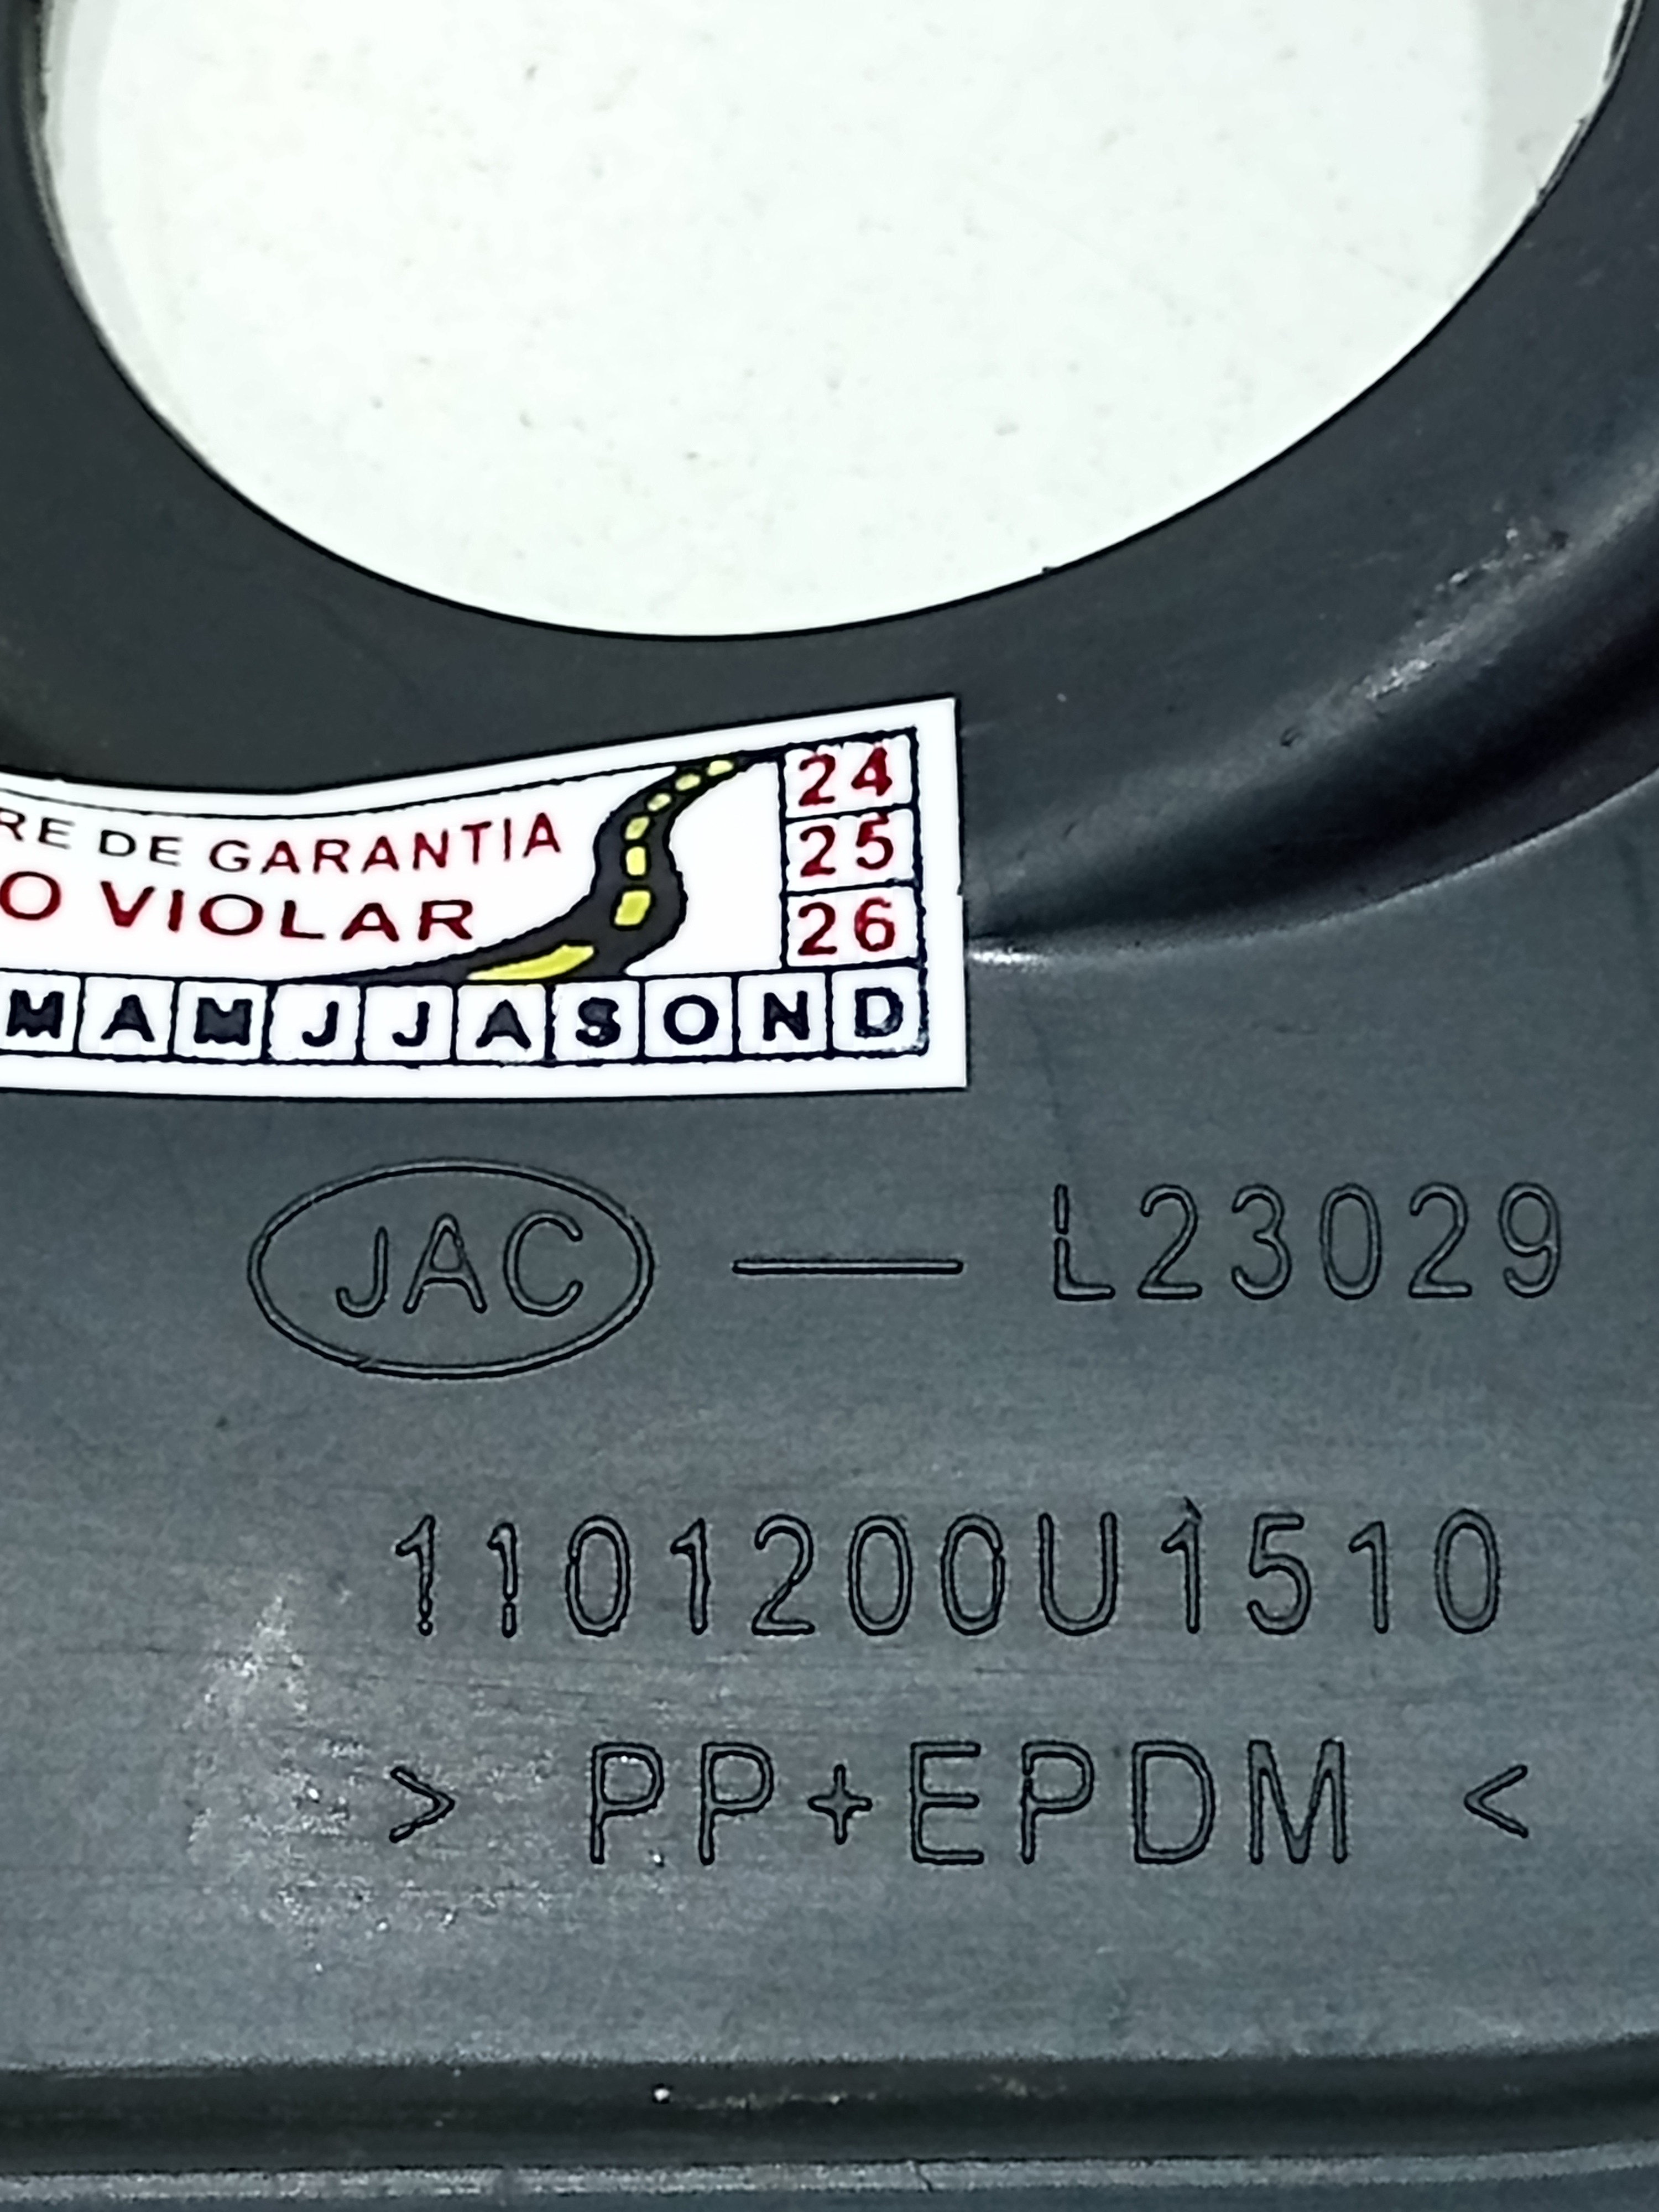 RE DE GARANTIA
O VIOLAR
24
25
26
M A M J J A S O N D
JAC — L23029
1101200U1510
> PP+EPDM <